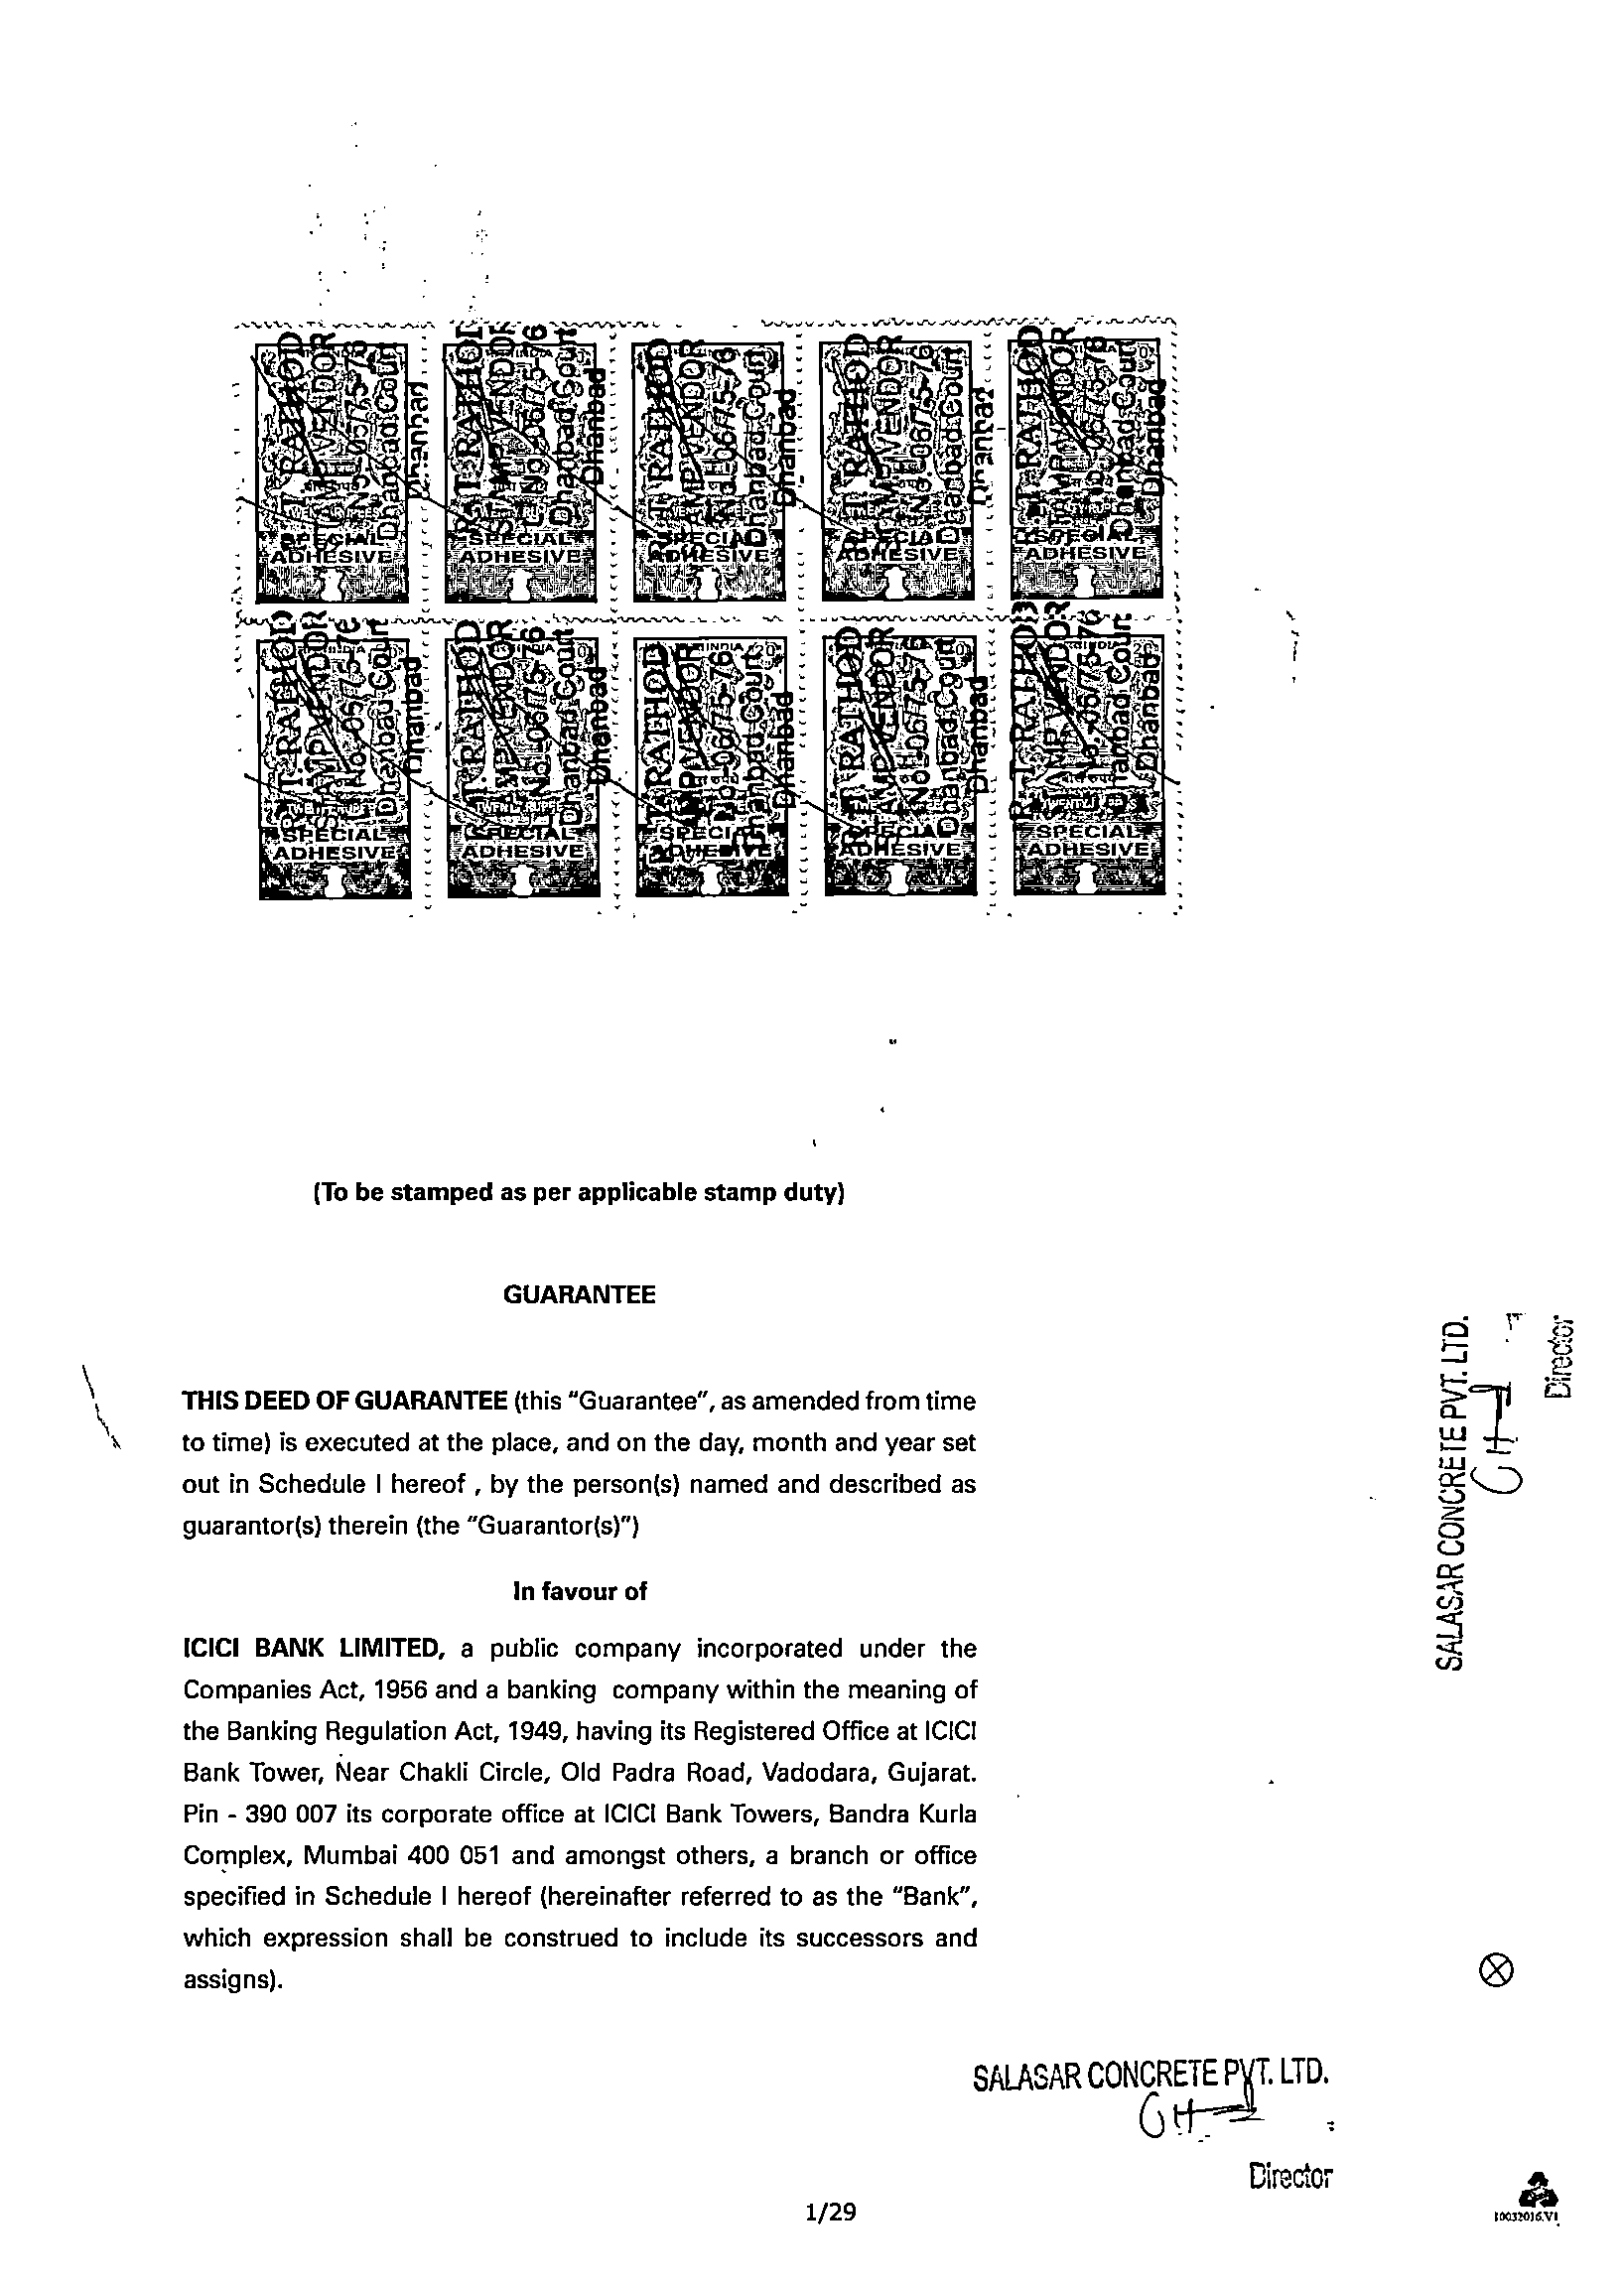 RATHOD
STAMP VENDOR
Dhanbad Court
Dhanbad
SPECIAL
ADHESIVE
SPECIAL
ADHESIVE
SPECIAL
ADHESIVE
SPECIAL
ADHESIVE
SPECIAL
ADHESIVE
SPECIAL
ADHESIVE
SPECIAL
ADHESIVE
SPECIAL
ADHESIVE
SPECIAL
ADHESIVE
SPECIAL
ADHESIVE
(To be stamped as per applicable stamp duty)
GUARANTEE
THIS DEED OF GUARANTEE (this "Guarantee", as amended from time
to time) is executed at the place, and on the day, month and year set
out in Schedule I hereof , by the person(s) named and described as
guarantor(s) therein (the "Guarantor(s)")
In favour of
ICICI BANK LIMITED, a public company incorporated under the
Companies Act, 1956 and a banking company within the meaning of
the Banking Regulation Act, 1949, having its Registered Office at ICICI
Bank Tower, Near Chakli Circle, Old Padra Road, Vadodara, Gujarat.
Pin - 390 007 its corporate office at ICICI Bank Towers, Bandra Kurla
Complex, Mumbai 400 051 and amongst others, a branch or office
specified in Schedule I hereof (hereinafter referred to as the "Bank",
which expression shall be construed to include its successors and
assigns).
SALASAR CONCRETE PVT. LTD.
Director
SALASAR CONCRETE PVT. LTD.
Director
1/29
10032016.V1